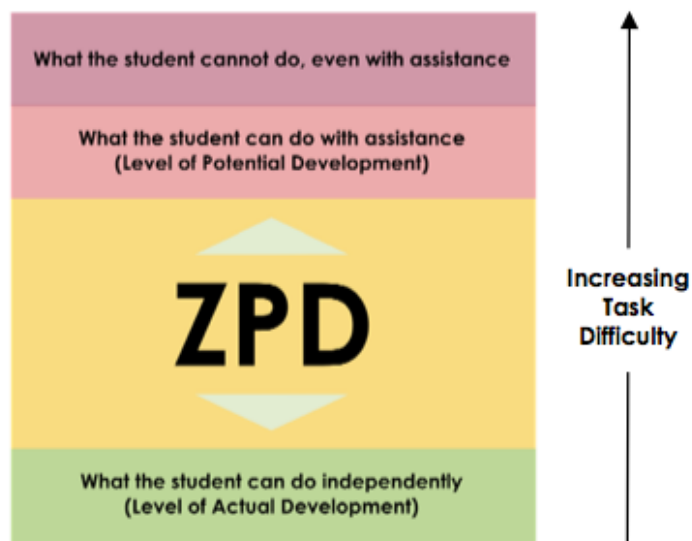 What the student cannot do, even with assistance
What the student can do with assistance
(Level of Potential Development)
ZPD
Increasing
Task
Difficulty
What the student can do independently
(Level of Actual Development)